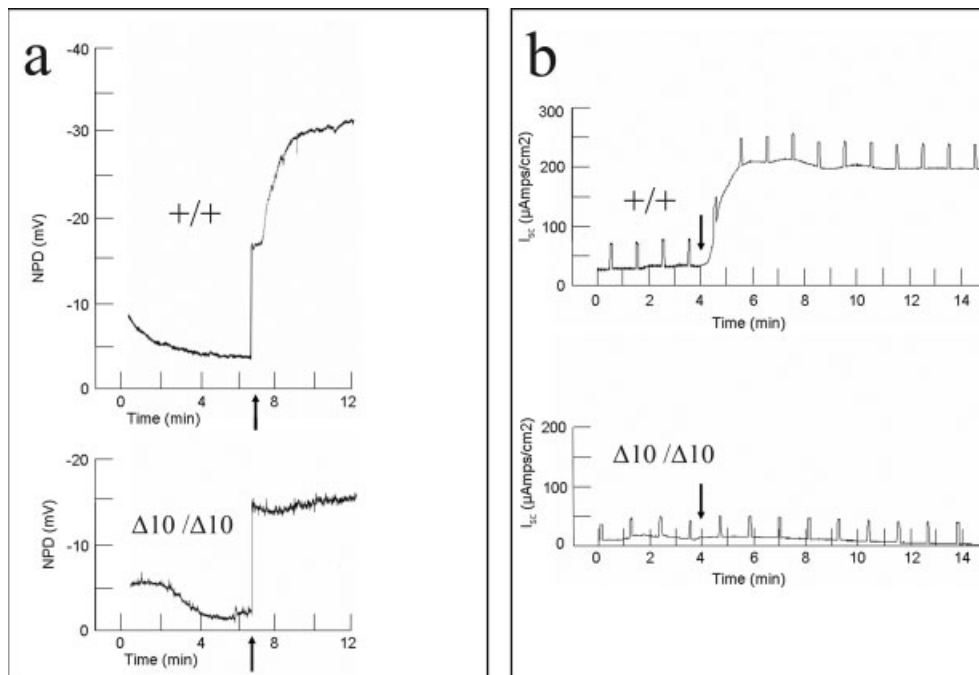 a
-40
-30
-20
-10
0
NPD (mV)
+/+
0 4 8 12
Time (min)
-20
-10
0
NPD (mV)
Δ10 /Δ10
0 4 8 12
Time (min)
b
300
200
100
0
Isc (µAmps/cm2)
+/+
0 2 4 6 8 10 12 14
Time (min)
200
100
0
Isc (µAmps/cm2)
Δ10 /Δ10
0 2 4 6 8 10 12 14
Time (min)